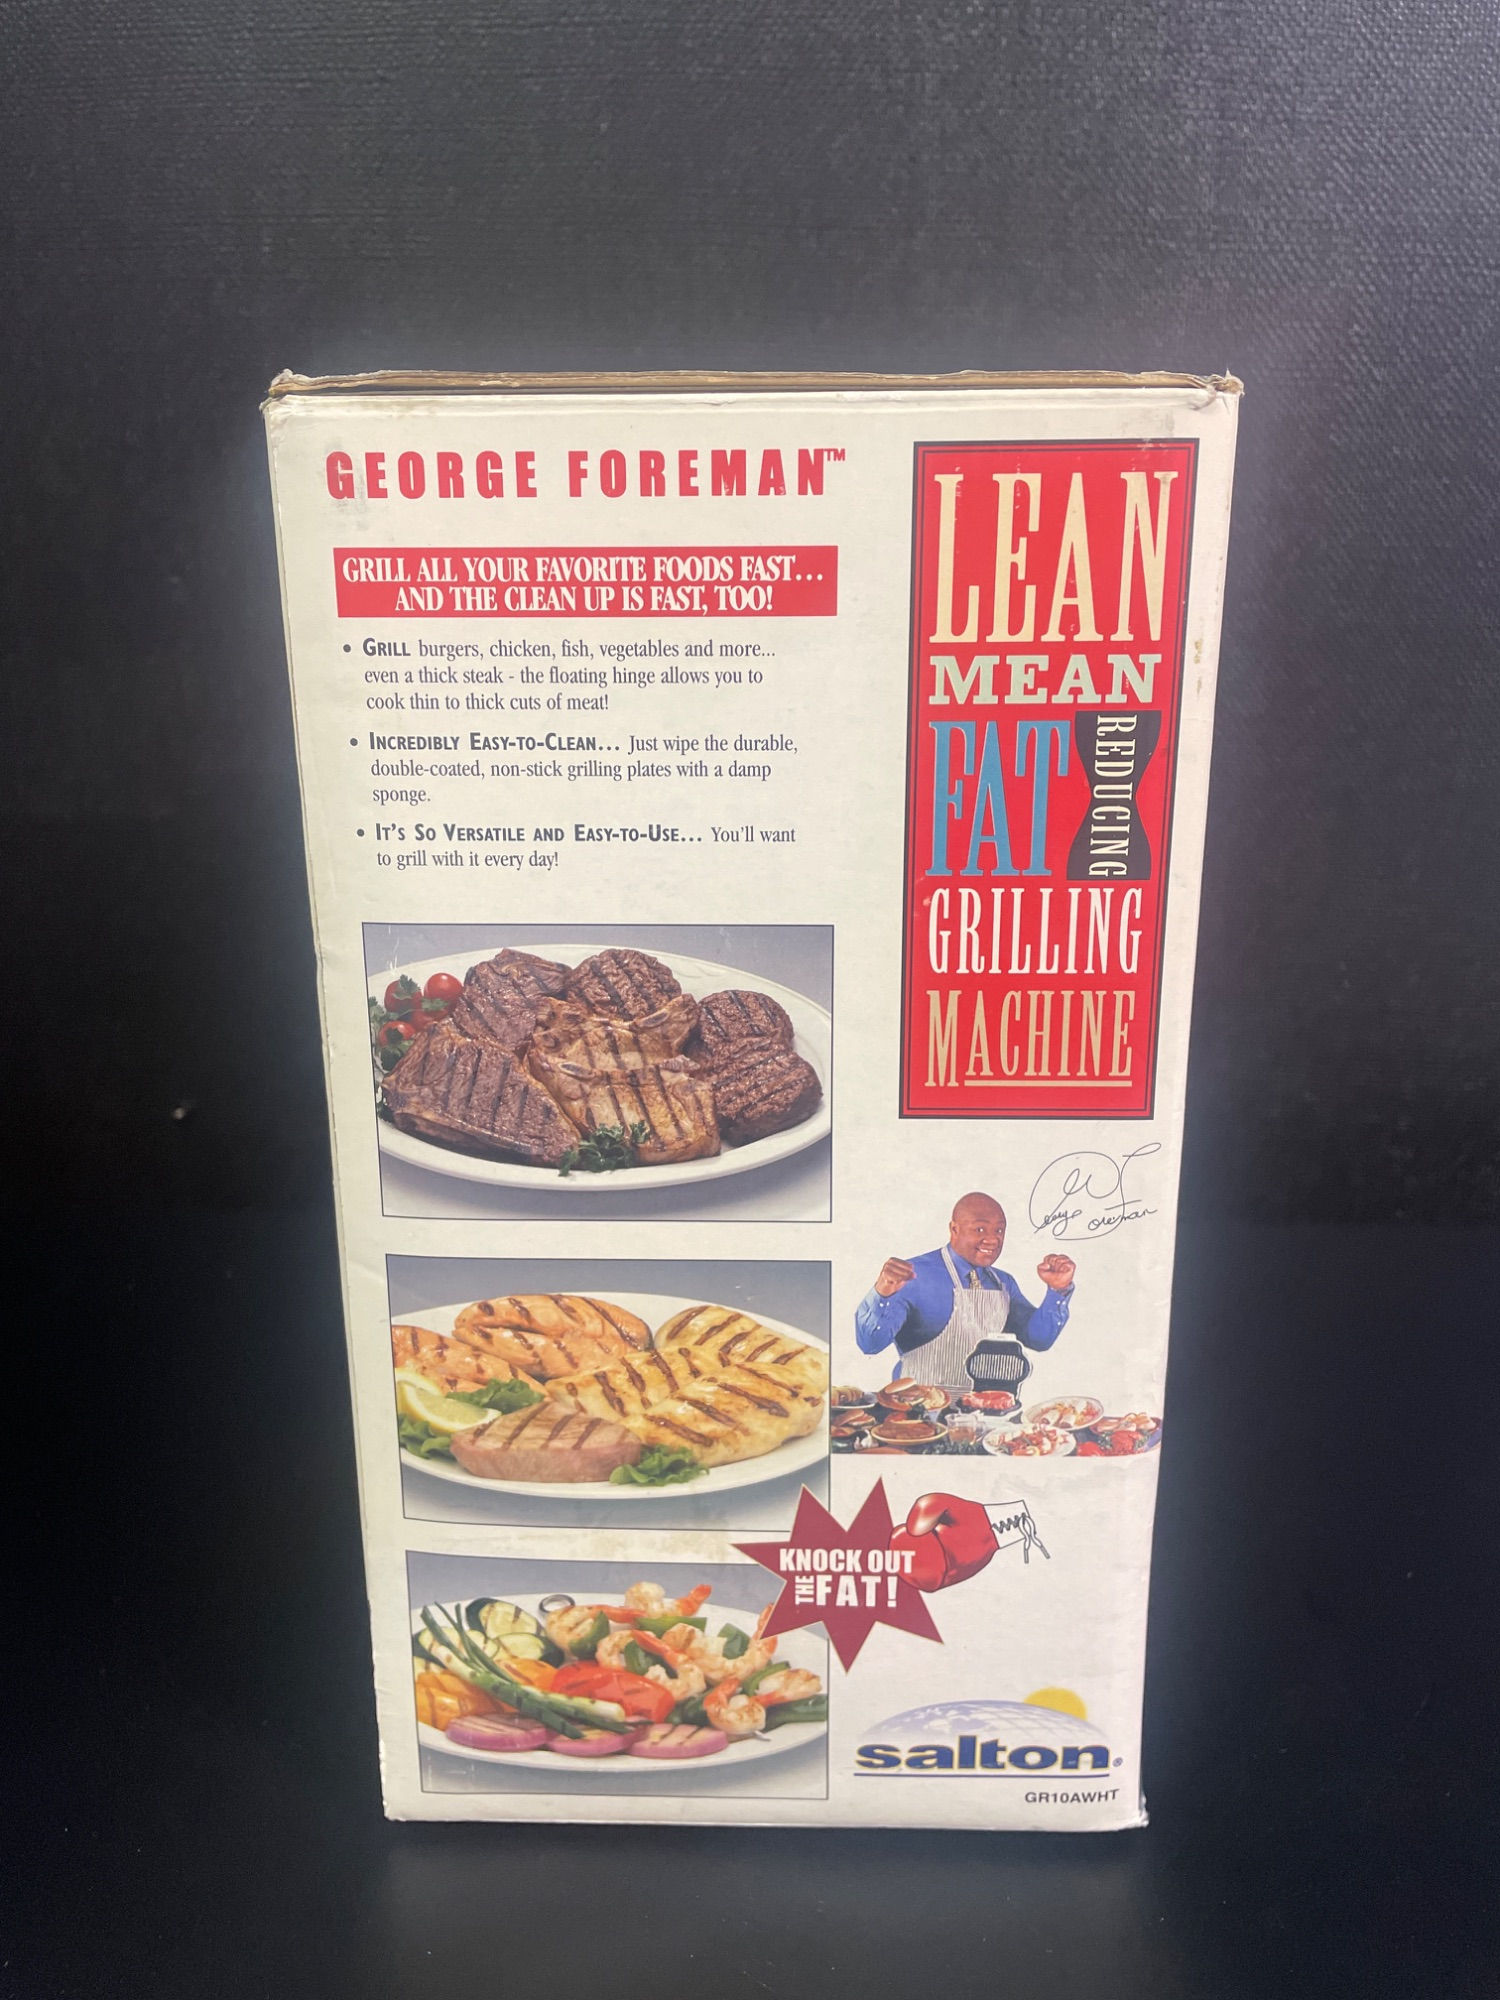 GEORGE FOREMAN™
GRILL ALL YOUR FAVORITE FOODS FAST...
AND THE CLEAN UP IS FAST, TOO!
• GRILL burgers, chicken, fish, vegetables and more...
even a thick steak - the floating hinge allows you to
cook thin to thick cuts of meat!
• INCREDIBLY EASY-TO-CLEAN... Just wipe the durable,
double-coated, non-stick grilling plates with a damp
sponge.
• IT'S SO VERSATILE AND EASY-TO-USE... You'll want
to grill with it every day!
LEAN
MEAN
FAT
REDUCING
GRILLING
MACHINE
George Foreman
KNOCK OUT
THE FAT!
salton®
GR10AWHT